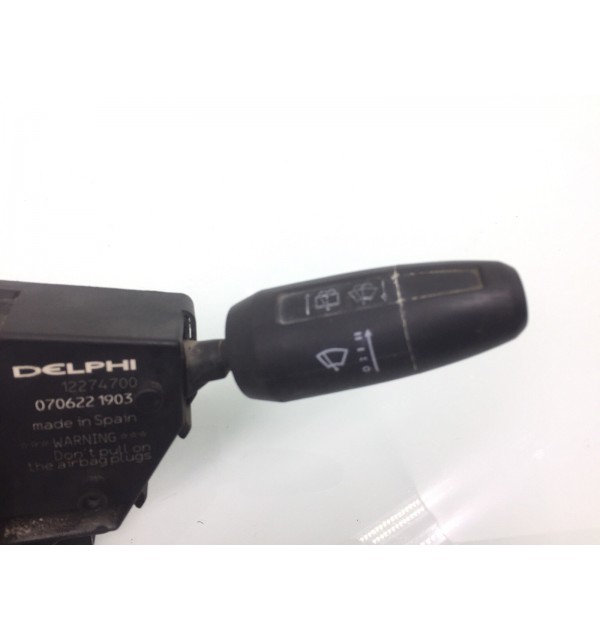 DELPHI
12274700
070622 1903
made in Spain
*** WARNING ***
Don't pull on
the airbag plugs